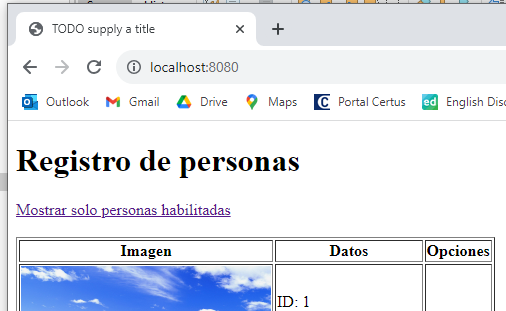 TODO supply a title
localhost:8080
Outlook Gmail Drive Maps Portal Certus ed English Disc
Registro de personas
Mostrar solo personas habilitadas
Imagen Datos Opciones
ID: 1